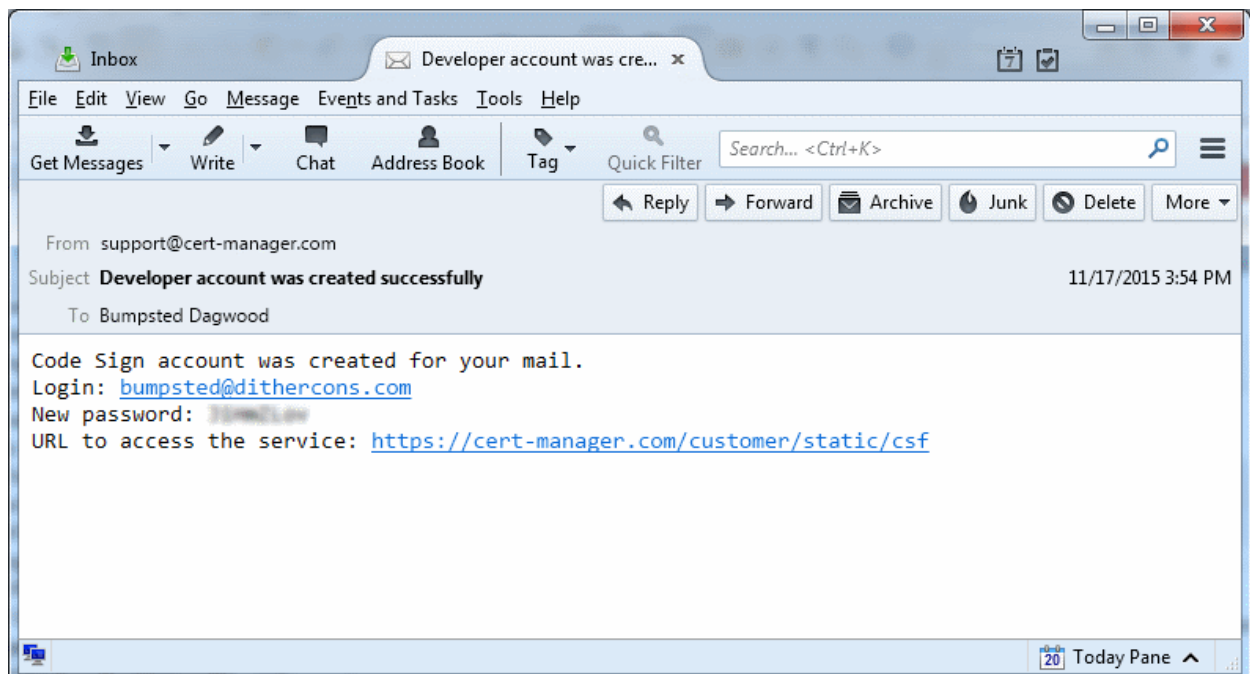 Inbox
Developer account was cre...
7
File Edit View Go Message Events and Tasks Tools Help
Get Messages Write Chat Address Book Tag Quick Filter Search... <Ctrl+K>
Reply Forward Archive Junk Delete More
From support@cert-manager.com
Subject Developer account was created successfully 11/17/2015 3:54 PM
To Bumpsted Dagwood
Code Sign account was created for your mail.
Login: bumpsted@dithercons.com
New password:
URL to access the service: https://cert-manager.com/customer/static/csf
20 Today Pane